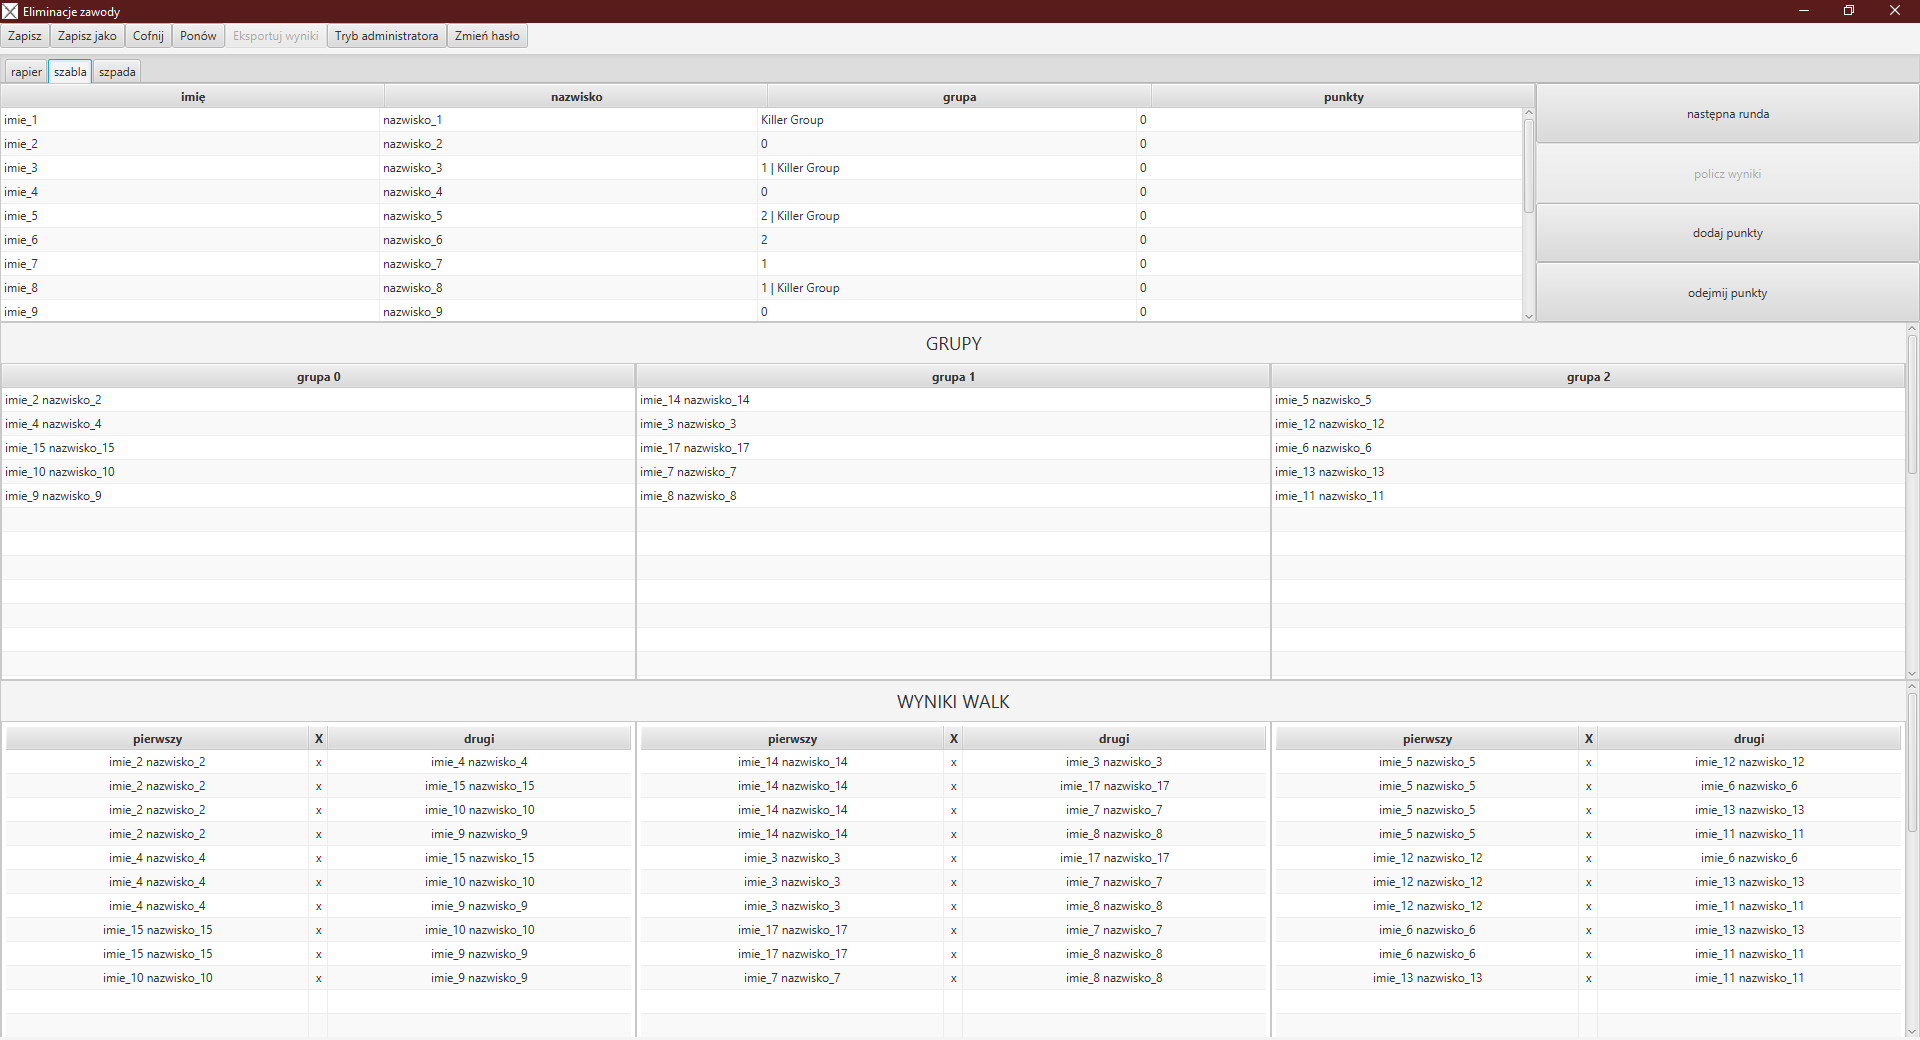 Eliminacje zawody
Zapisz Zapisz jako Cofnij Ponów Eksportuj wyniki Tryb administratora Zmień hasło
rapier szabla szpada
imię nazwisko grupa punkty
imie_1 nazwisko_1 Killer Group 0
imie_2 nazwisko_2 0 0
imie_3 nazwisko_3 1 | Killer Group 0
imie_4 nazwisko_4 0 0
imie_5 nazwisko_5 2 | Killer Group 0
imie_6 nazwisko_6 2 0
imie_7 nazwisko_7 1 0
imie_8 nazwisko_8 1 | Killer Group 0
imie_9 nazwisko_9 0 0
następna runda
policz wyniki
dodaj punkty
odejmij punkty
GRUPY
grupa 0 grupa 1 grupa 2
imie_2 nazwisko_2 imie_14 nazwisko_14 imie_5 nazwisko_5
imie_4 nazwisko_4 imie_3 nazwisko_3 imie_12 nazwisko_12
imie_15 nazwisko_15 imie_17 nazwisko_17 imie_6 nazwisko_6
imie_10 nazwisko_10 imie_7 nazwisko_7 imie_13 nazwisko_13
imie_9 nazwisko_9 imie_8 nazwisko_8 imie_11 nazwisko_11
WYNIKI WALK
pierwszy X drugi pierwszy X drugi pierwszy X drugi
imie_2 nazwisko_2 x imie_4 nazwisko_4 imie_14 nazwisko_14 x imie_3 nazwisko_3 imie_5 nazwisko_5 x imie_12 nazwisko_12
imie_2 nazwisko_2 x imie_15 nazwisko_15 imie_14 nazwisko_14 x imie_17 nazwisko_17 imie_5 nazwisko_5 x imie_6 nazwisko_6
imie_2 nazwisko_2 x imie_10 nazwisko_10 imie_14 nazwisko_14 x imie_7 nazwisko_7 imie_5 nazwisko_5 x imie_13 nazwisko_13
imie_2 nazwisko_2 x imie_9 nazwisko_9 imie_14 nazwisko_14 x imie_8 nazwisko_8 imie_5 nazwisko_5 x imie_11 nazwisko_11
imie_4 nazwisko_4 x imie_15 nazwisko_15 imie_3 nazwisko_3 x imie_17 nazwisko_17 imie_12 nazwisko_12 x imie_6 nazwisko_6
imie_4 nazwisko_4 x imie_10 nazwisko_10 imie_3 nazwisko_3 x imie_7 nazwisko_7 imie_12 nazwisko_12 x imie_13 nazwisko_13
imie_4 nazwisko_4 x imie_9 nazwisko_9 imie_3 nazwisko_3 x imie_8 nazwisko_8 imie_12 nazwisko_12 x imie_11 nazwisko_11
imie_15 nazwisko_15 x imie_10 nazwisko_10 imie_17 nazwisko_17 x imie_7 nazwisko_7 imie_6 nazwisko_6 x imie_13 nazwisko_13
imie_15 nazwisko_15 x imie_9 nazwisko_9 imie_17 nazwisko_17 x imie_8 nazwisko_8 imie_6 nazwisko_6 x imie_11 nazwisko_11
imie_10 nazwisko_10 x imie_9 nazwisko_9 imie_7 nazwisko_7 x imie_8 nazwisko_8 imie_13 nazwisko_13 x imie_11 nazwisko_11